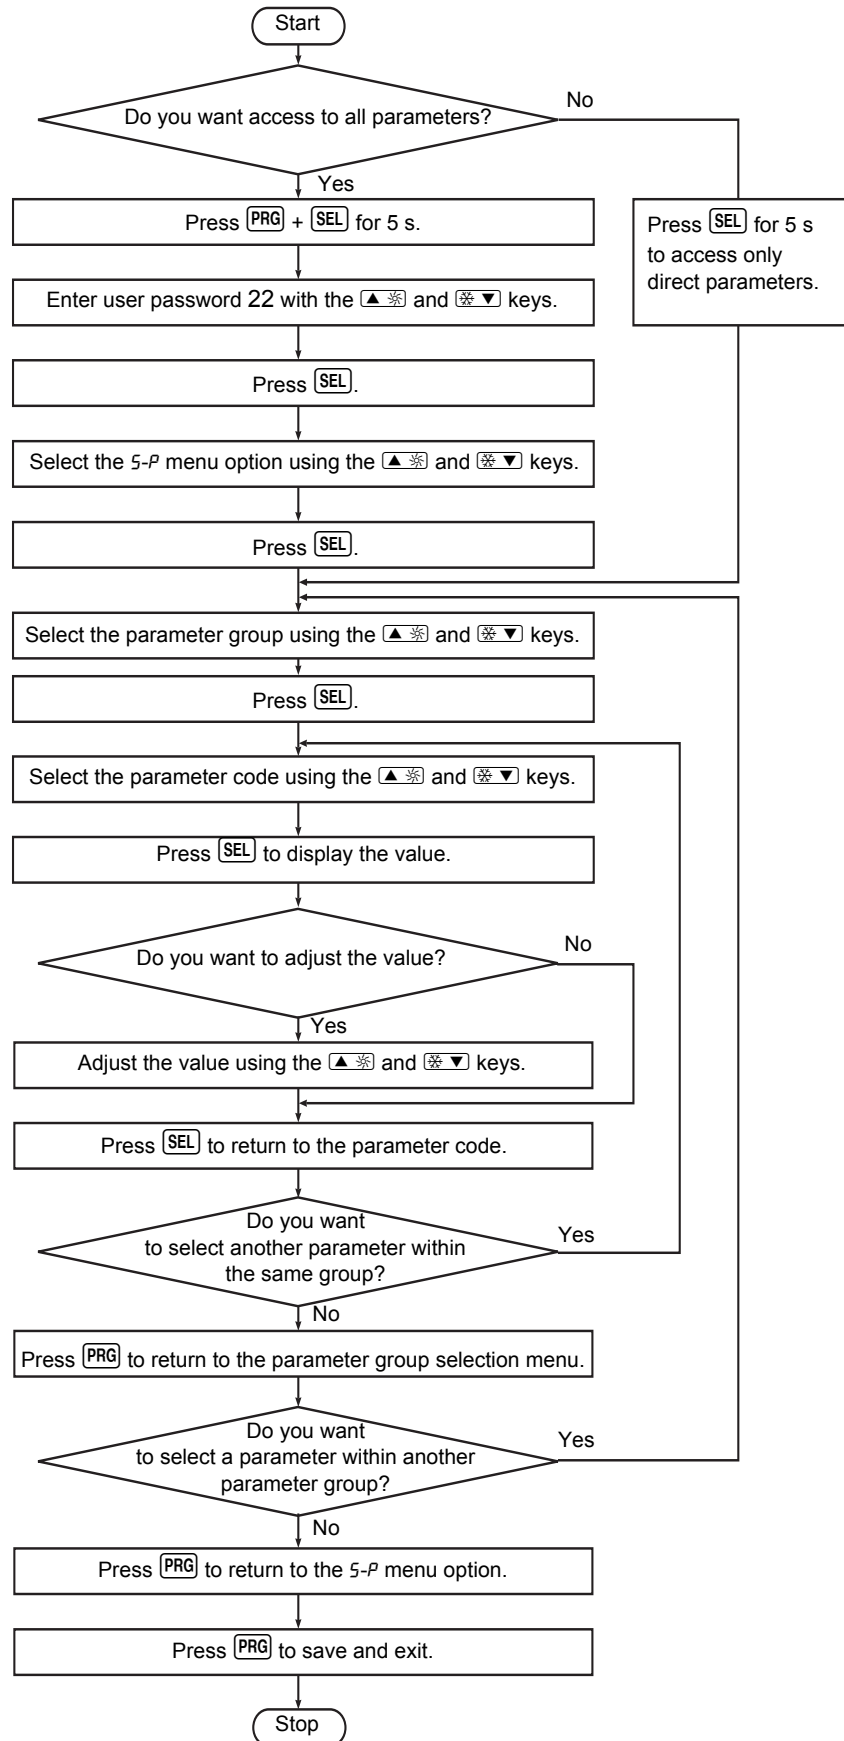 Start
Do you want access to all parameters?
No
Yes
Press PRG + SEL for 5 s.
Press SEL for 5 s
to access only
direct parameters.
Enter user password 22 with the ▲ and ▼ keys.
Press SEL.
Select the S-P menu option using the ▲ and ▼ keys.
Press SEL.
Select the parameter group using the ▲ and ▼ keys.
Press SEL.
Select the parameter code using the ▲ and ▼ keys.
Press SEL to display the value.
Do you want to adjust the value?
No
Yes
Adjust the value using the ▲ and ▼ keys.
Press SEL to return to the parameter code.
Do you want
to select another parameter within
the same group?
Yes
No
Press PRG to return to the parameter group selection menu.
Do you want
to select a parameter within another
parameter group?
Yes
No
Press PRG to return to the S-P menu option.
Press PRG to save and exit.
Stop